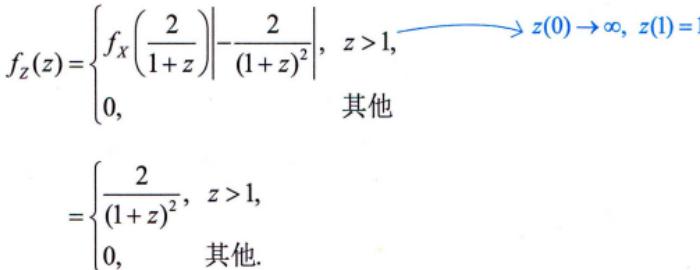 f_Z(z) = { f_X(2/(1+z)) |−2/(1+z)²|, z>1, → z(0)→∞, z(1)=1
0, 其他
= { 2/(1+z)², z>1,
0, 其他.